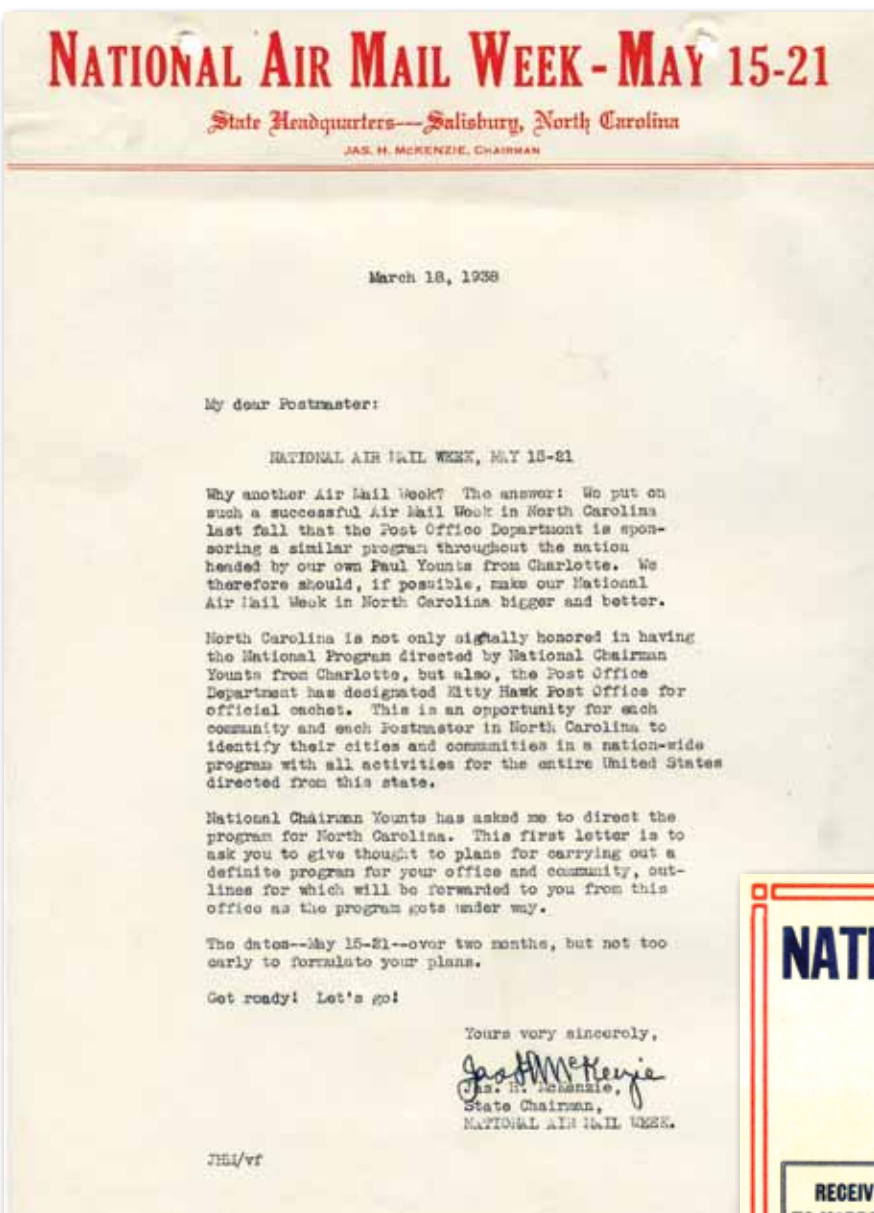 NATIONAL AIR MAIL WEEK - MAY 15-21
State Headquarters—Salisbury, North Carolina
JAS. H. McKENZIE, CHAIRMAN
March 18, 1938
My dear Postmaster:
NATIONAL AIR MAIL WEEK, MAY 15-21
Why another Air Mail Week? The answer: We put on
such a successful Air Mail Week in North Carolina
last fall that the Post Office Department is spon-
soring a similar program throughout the nation
headed by our own Paul Younts from Charlotte. We
therefore should, if possible, make our National
Air Mail Week in North Carolina bigger and better.
North Carolina is not only signally honored in having
the National Program directed by National Chairman
Younts from Charlotte, but also, the Post Office
Department has designated Kitty Hawk Post Office for
official cachet. This is an opportunity for each
community and each Postmaster in North Carolina to
identify their cities and communities in a nation-wide
program with all activities for the entire United States
directed from this state.
National Chairman Younts has asked me to direct the
program for North Carolina. This first letter is to
ask you to give thought to plans for carrying out a
definite program for your office and community, out-
lines for which will be forwarded to you from this
office as the program gets under way.
The dates--May 15-21--over two months, but not too
early to formulate your plans.
Get ready! Let's go!
Yours very sincerely,
Jas H McKenzie
Jas. H. McKenzie,
State Chairman,
NATIONAL AIR MAIL WEEK.
JHM/vf
NATI
RECEIV